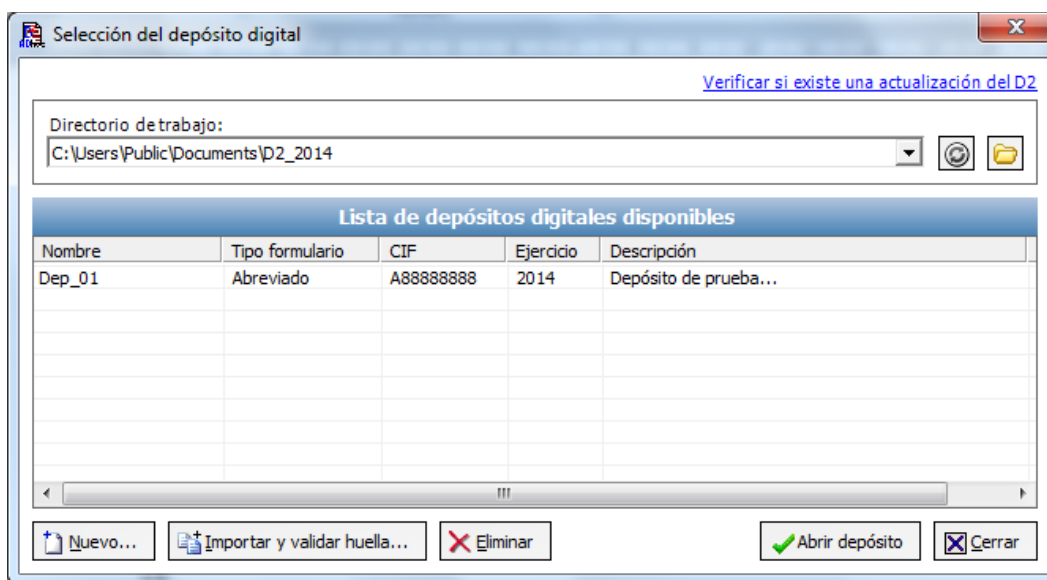 Selección del depósito digital
Verificar si existe una actualización del D2
Directorio de trabajo:
C:\Users\Public\Documents\D2_2014
Lista de depósitos digitales disponibles
Nombre Tipo formulario CIF Ejercicio Descripción
Dep_01 Abreviado A88888888 2014 Depósito de prueba...
Nuevo... Importar y validar huella... Eliminar Abrir depósito Cerrar